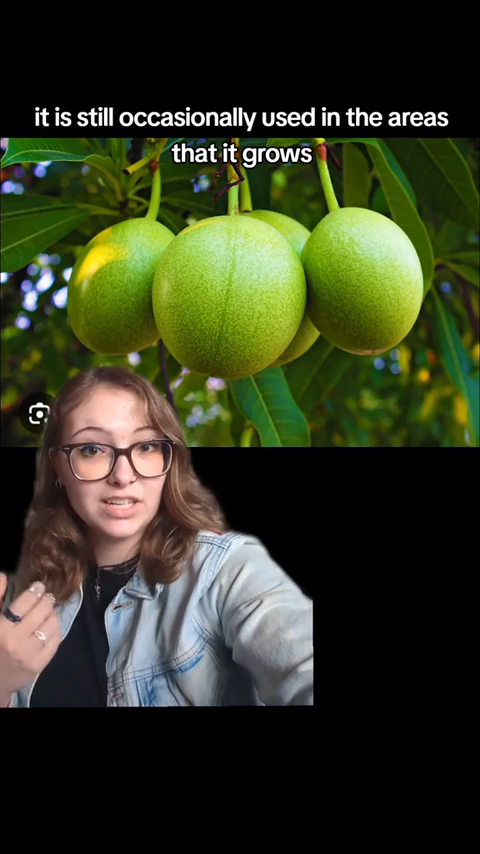 it is still occasionally used in the areas
that it grows